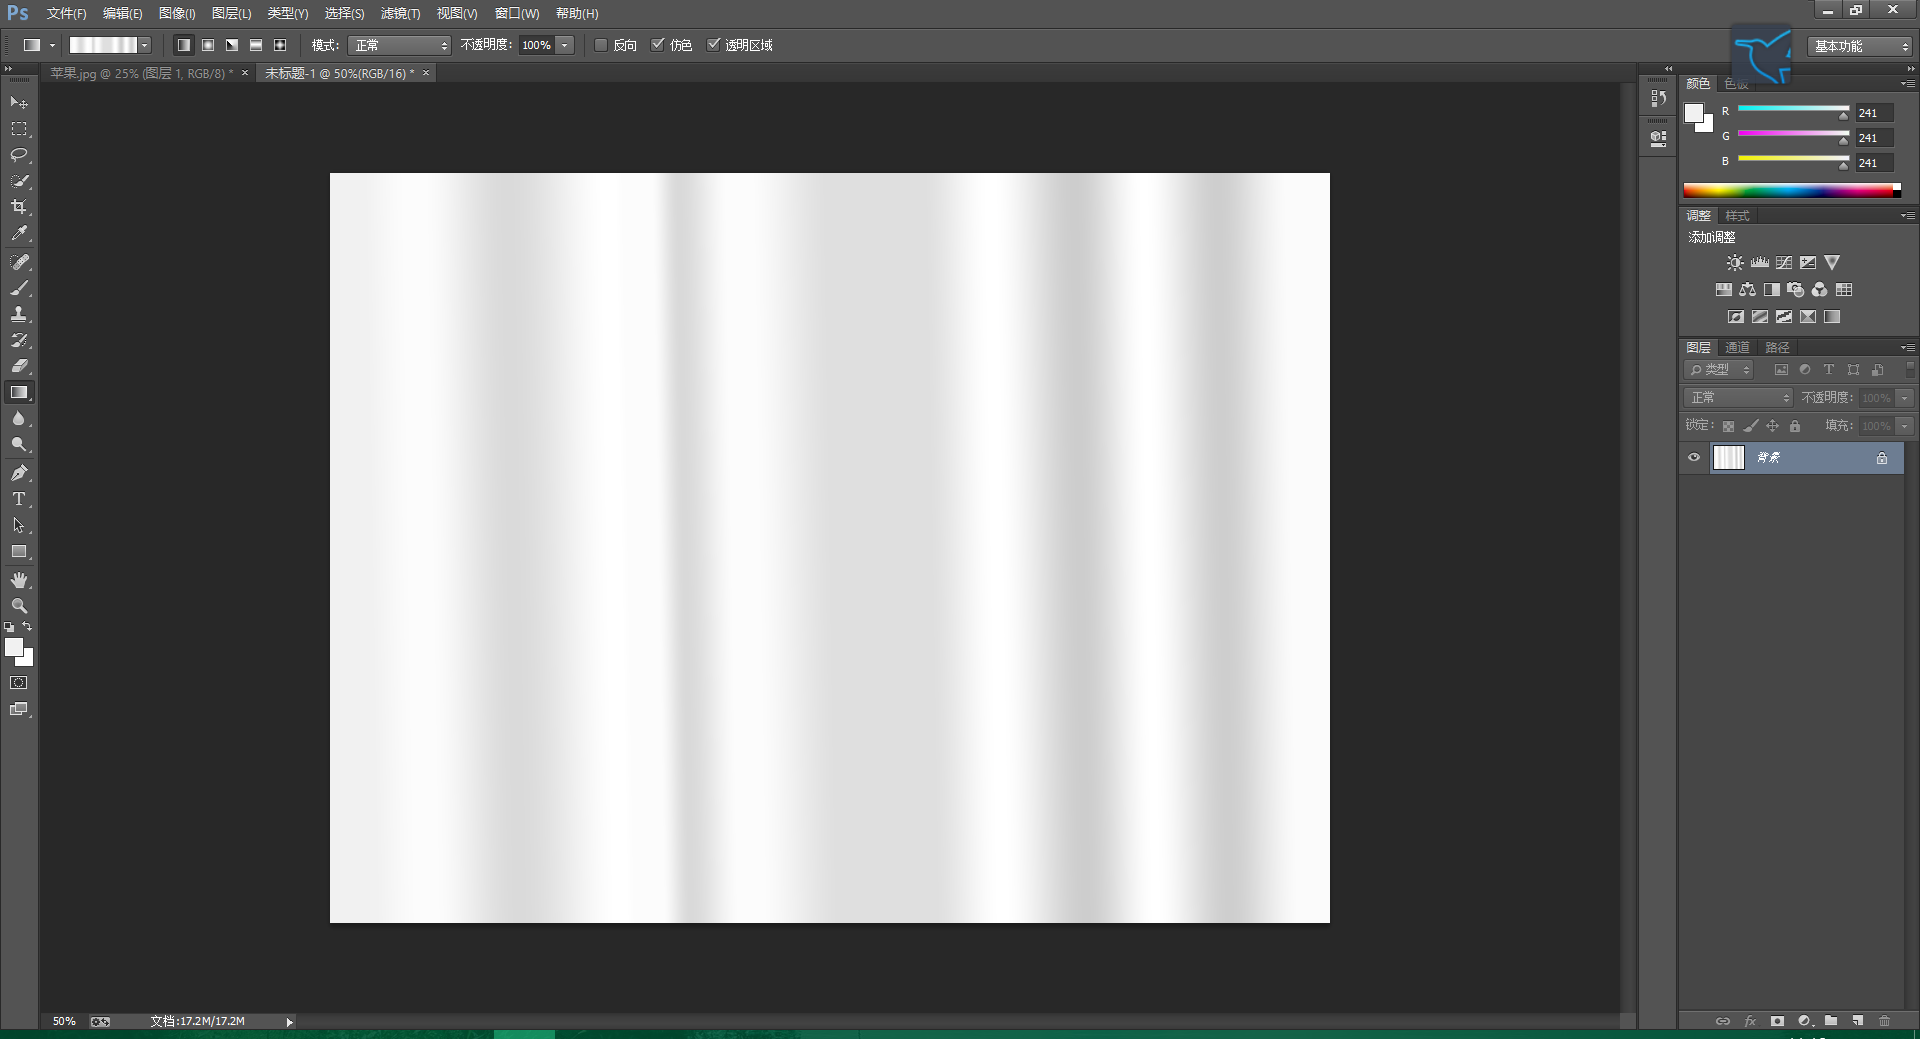 Ps 文件(F) 编辑(E) 图像(I) 图层(L) 类型(Y) 选择(S) 滤镜(T) 视图(V) 窗口(W) 帮助(H)
模式: 正常 不透明度: 100% 反向 仿色 透明区域 基本功能
苹果.jpg @ 25% (图层 1, RGB/8) * × 未标题-1 @ 50%(RGB/16) * ×
颜色 色板
R 241
G 241
B 241
调整 样式
添加调整
图层 通道 路径
类型
正常 不透明度: 100%
锁定: 填充: 100%
背景
50% 文档:17.2M/17.2M